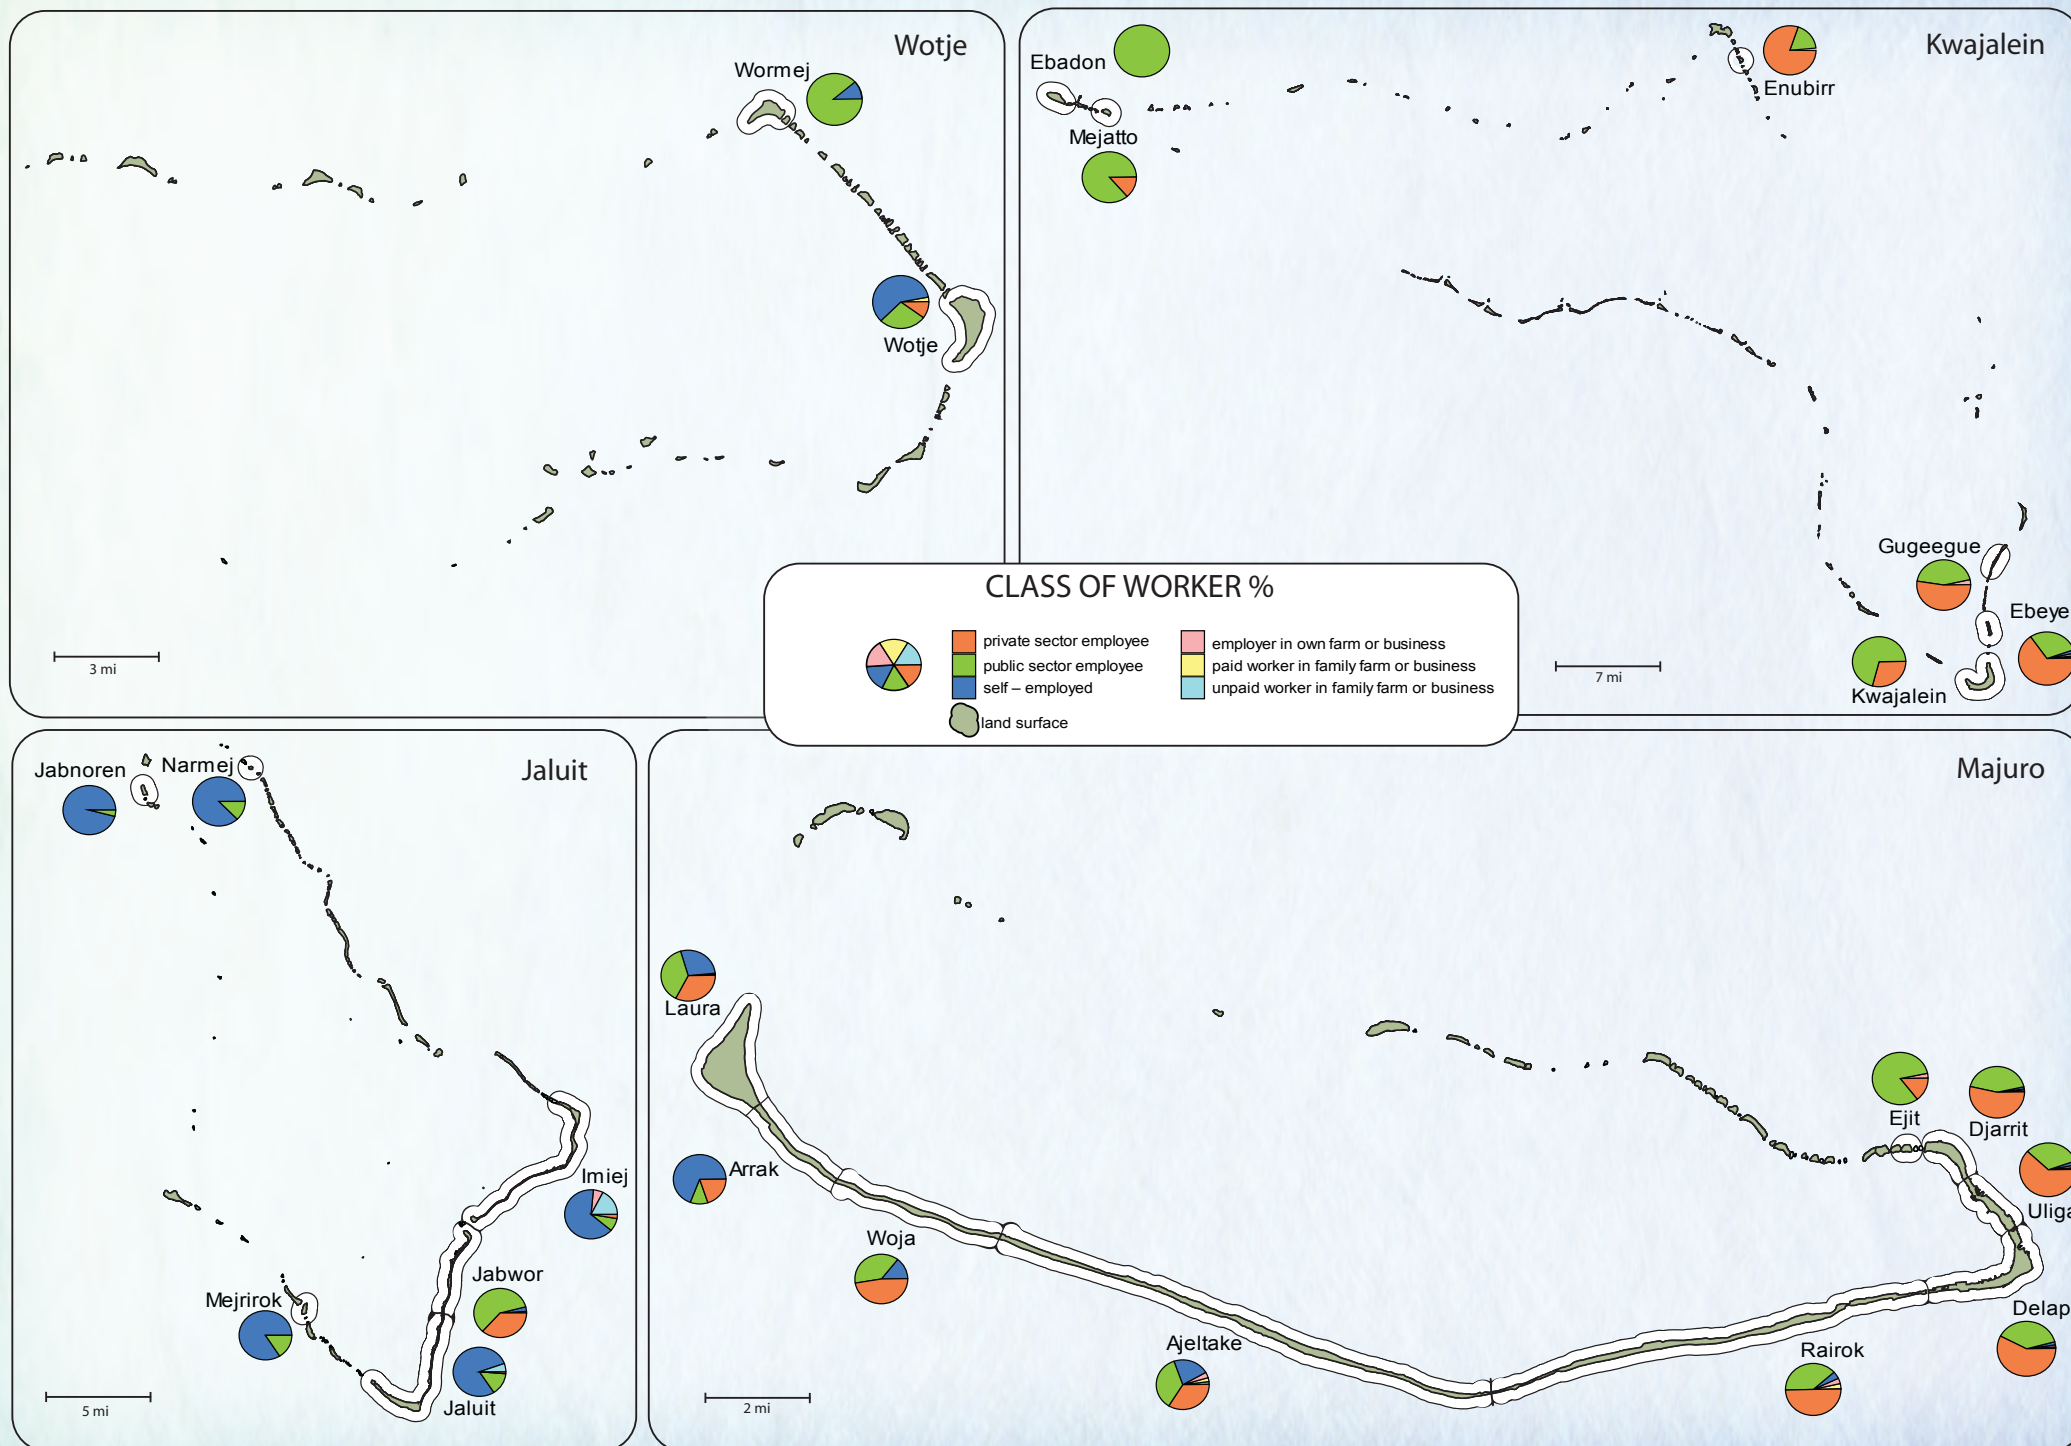 Wotje
Wormej
Wotje
3 mi
Kwajalein
Ebadon
Mejatto
Enubirr
Gugeegue
Ebeye
Kwajalein
7 mi
CLASS OF WORKER %
private sector employee
public sector employee
self – employed
land surface
employer in own farm or business
paid worker in family farm or business
unpaid worker in family farm or business
Jaluit
Jabnoren
Narmej
Imiej
Jabwor
Mejrirok
Jaluit
5 mi
Majuro
Laura
Arrak
Woja
Ajeltake
Rairok
Delap
Ejit
Djarrit
Uliga
2 mi